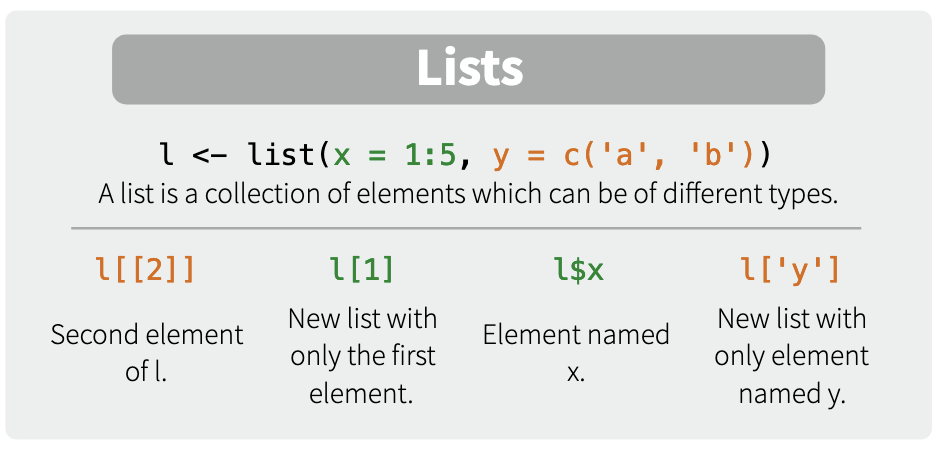 Lists
l <- list(x = 1:5, y = c('a', 'b'))
A list is a collection of elements which can be of different types.
l[[2]]
Second element
of l.
l[1]
New list with
only the first
element.
l$x
Element named
x.
l['y']
New list with
only element
named y.